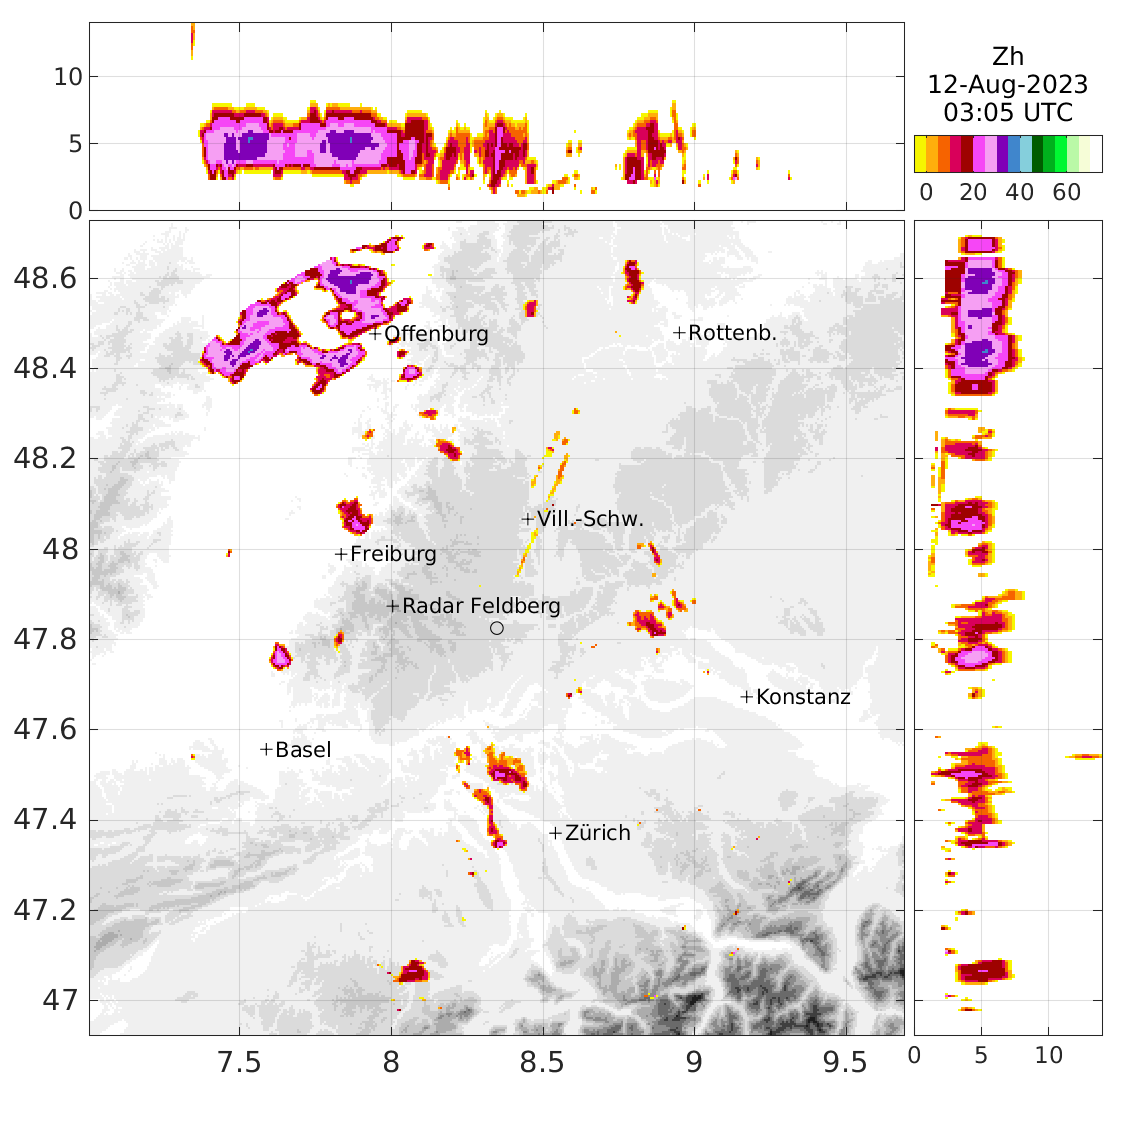 Zh
12-Aug-2023
03:05 UTC
0 20 40 60
10
5
0
48.6
48.4
48.2
48
47.8
47.6
47.4
47.2
47
Offenburg
Rottenb.
Vill.-Schw.
Freiburg
Radar Feldberg
Konstanz
Basel
Zürich
7.5 8 8.5 9 9.5
0 5 10